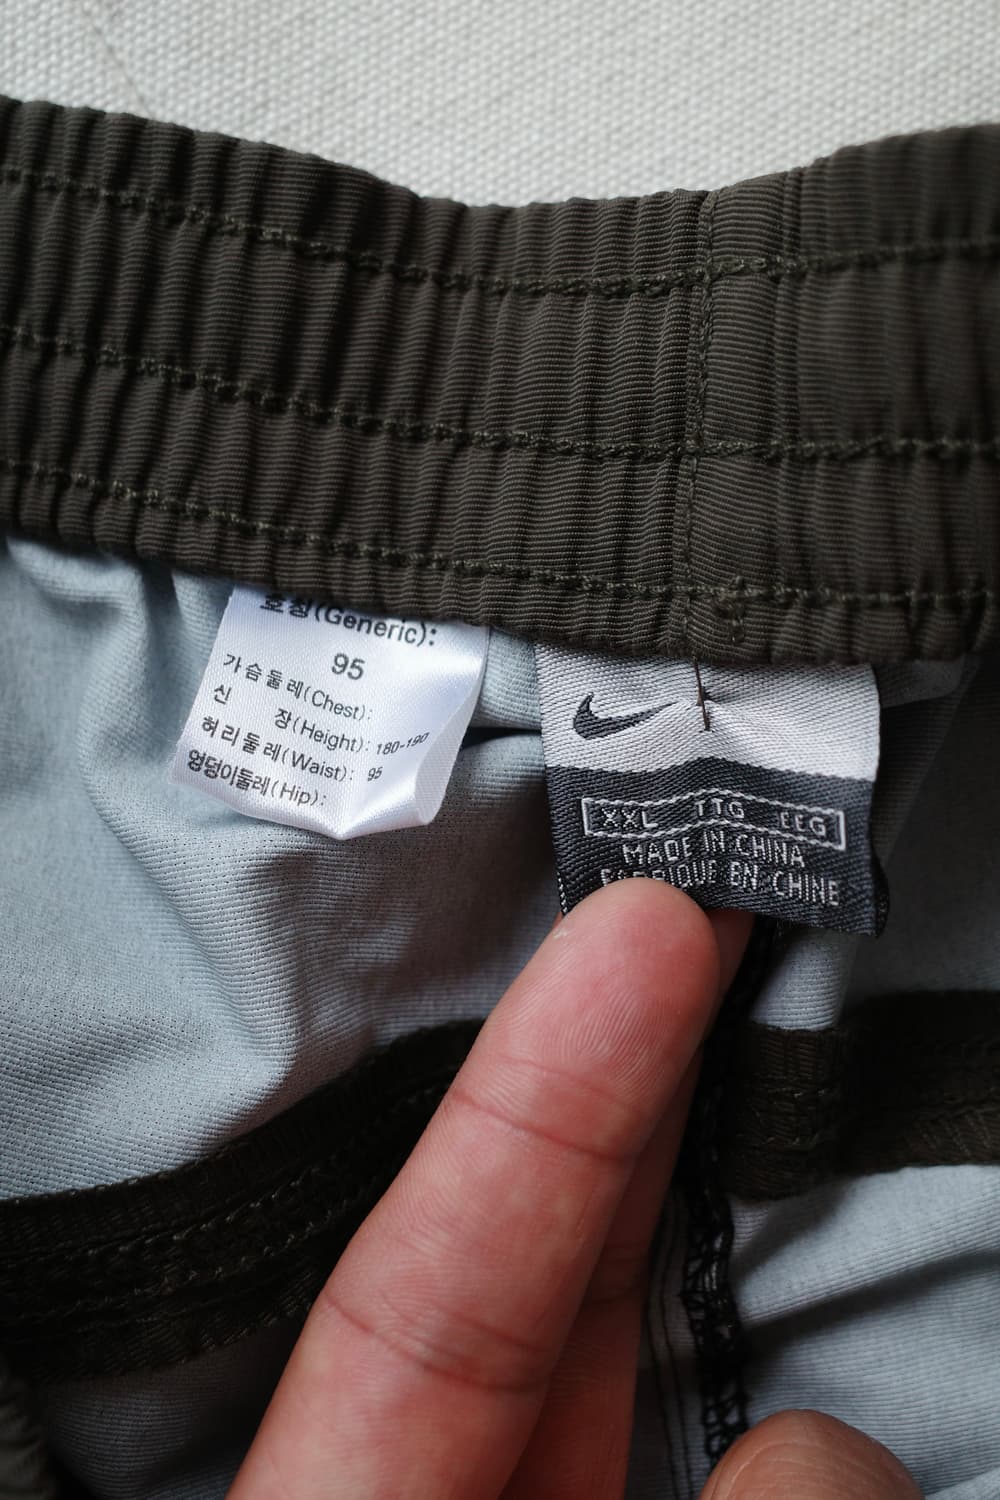 호칭(Generic):
95
가슴둘레(Chest):
신 장(Height): 180-190
허리둘레(Waist): 95
엉덩이둘레(Hip):
XXL TTG EEG
MADE IN CHINA
FABRIQUE EN CHINE